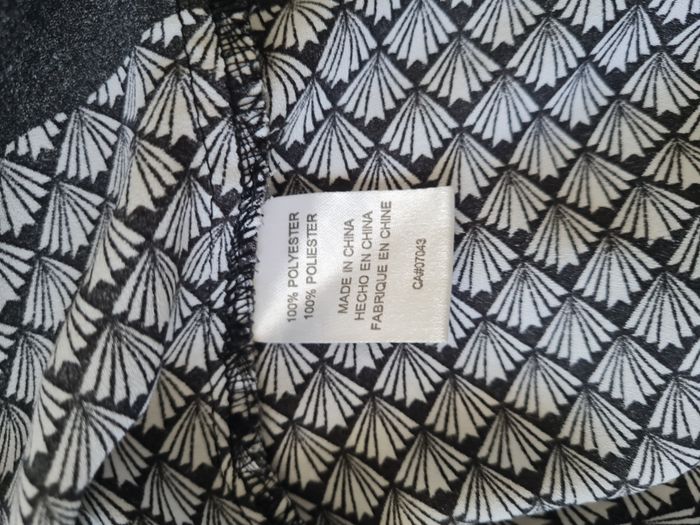 100% POLYESTER
100% POLIESTER
MADE IN CHINA
HECHO EN CHINA
FABRIQUE EN CHINE
CA#07043